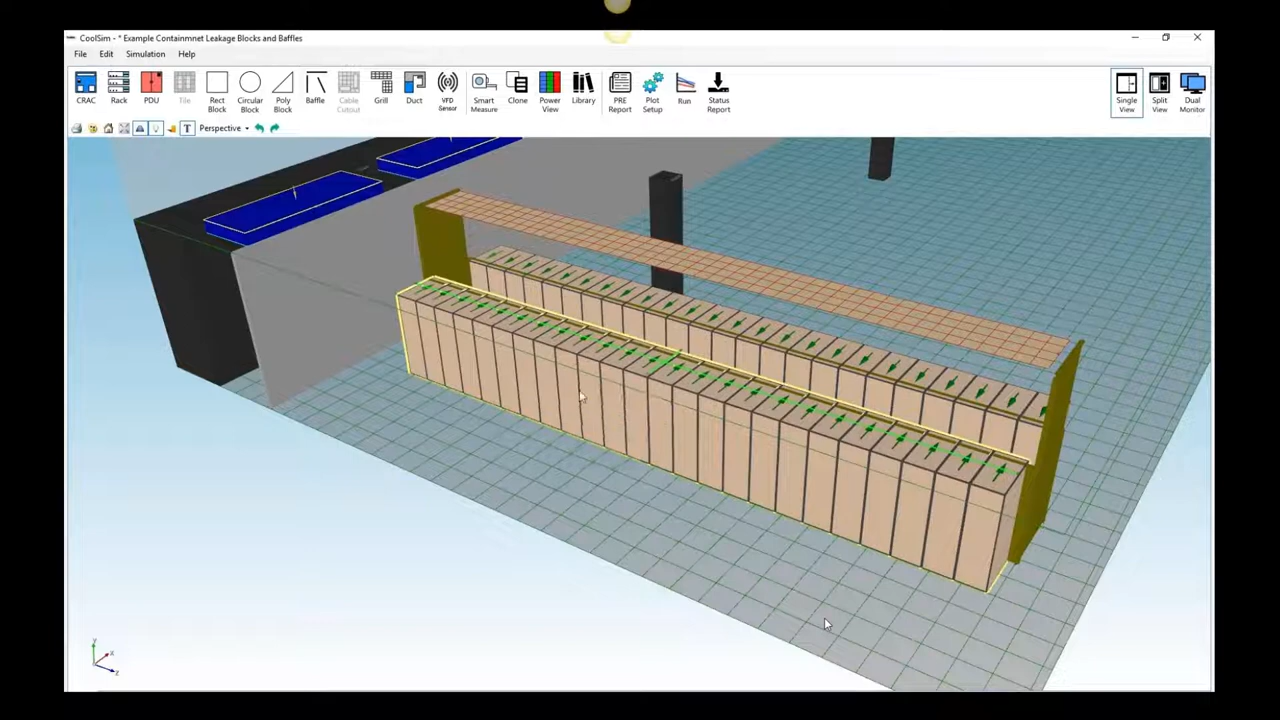 CoolSim - * Example Containmnet Leakage Blocks and Baffles
File Edit Simulation Help
CRAC Rack PDU Tile Rect Block Circular Block Poly Block Baffle Cable Cutout Grill Duct VFD Sensor Smart Measure Clone Power View Library PRE Report Plot Setup Run Status Report Single View Split View Dual Monitor
T Perspective
Y
X
Z